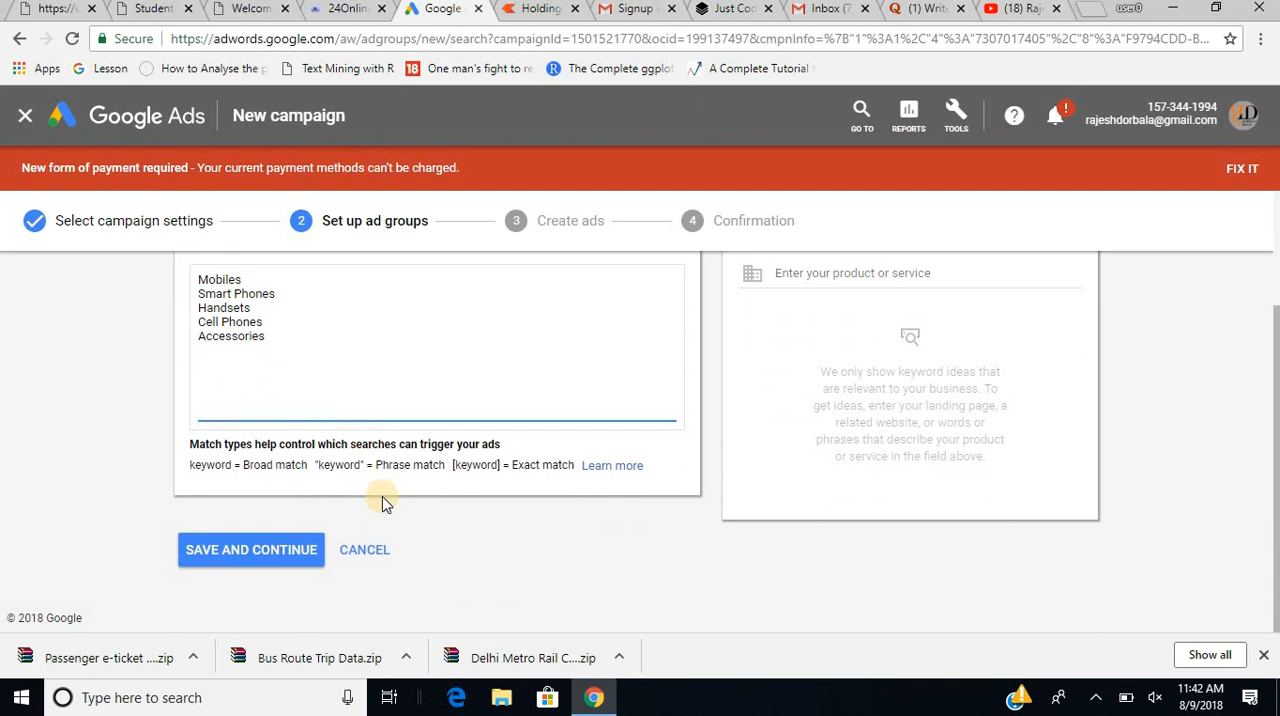 https://u
Student
Welcom
24Onlin
Google
Holding
Signup
Just Cod
Inbox (1
(1) Write
(18) Raj
user0
Secure
https://adwords.google.com/aw/adgroups/new/search?campaignId=1501521770&ocid=199137497&cmpnInfo=%7B"1"%3A1%2C"4"%3A"7307017405"%2C"8"%3A"F9794CDD-B...
Apps
Lesson
How to Analyse the p
Text Mining with R
18 One man's fight to re
The Complete ggplot
A Complete Tutorial
Google Ads
New campaign
GO TO
REPORTS
TOOLS
157-344-1994
rajeshdorbala@gmail.com
New form of payment required - Your current payment methods can't be charged.
FIX IT
Select campaign settings
2 Set up ad groups
3 Create ads
4 Confirmation
Mobiles
Smart Phones
Handsets
Cell Phones
Accessories
Enter your product or service
We only show keyword ideas that
are relevant to your business. To
get ideas, enter your landing page, a
related website, or words or
phrases that describe your product
or service in the field above.
Match types help control which searches can trigger your ads
keyword = Broad match "keyword" = Phrase match [keyword] = Exact match Learn more
SAVE AND CONTINUE
CANCEL
© 2018 Google
Passenger e-ticket ....zip
Bus Route Trip Data.zip
Delhi Metro Rail C....zip
Show all
Type here to search
11:42 AM
8/9/2018